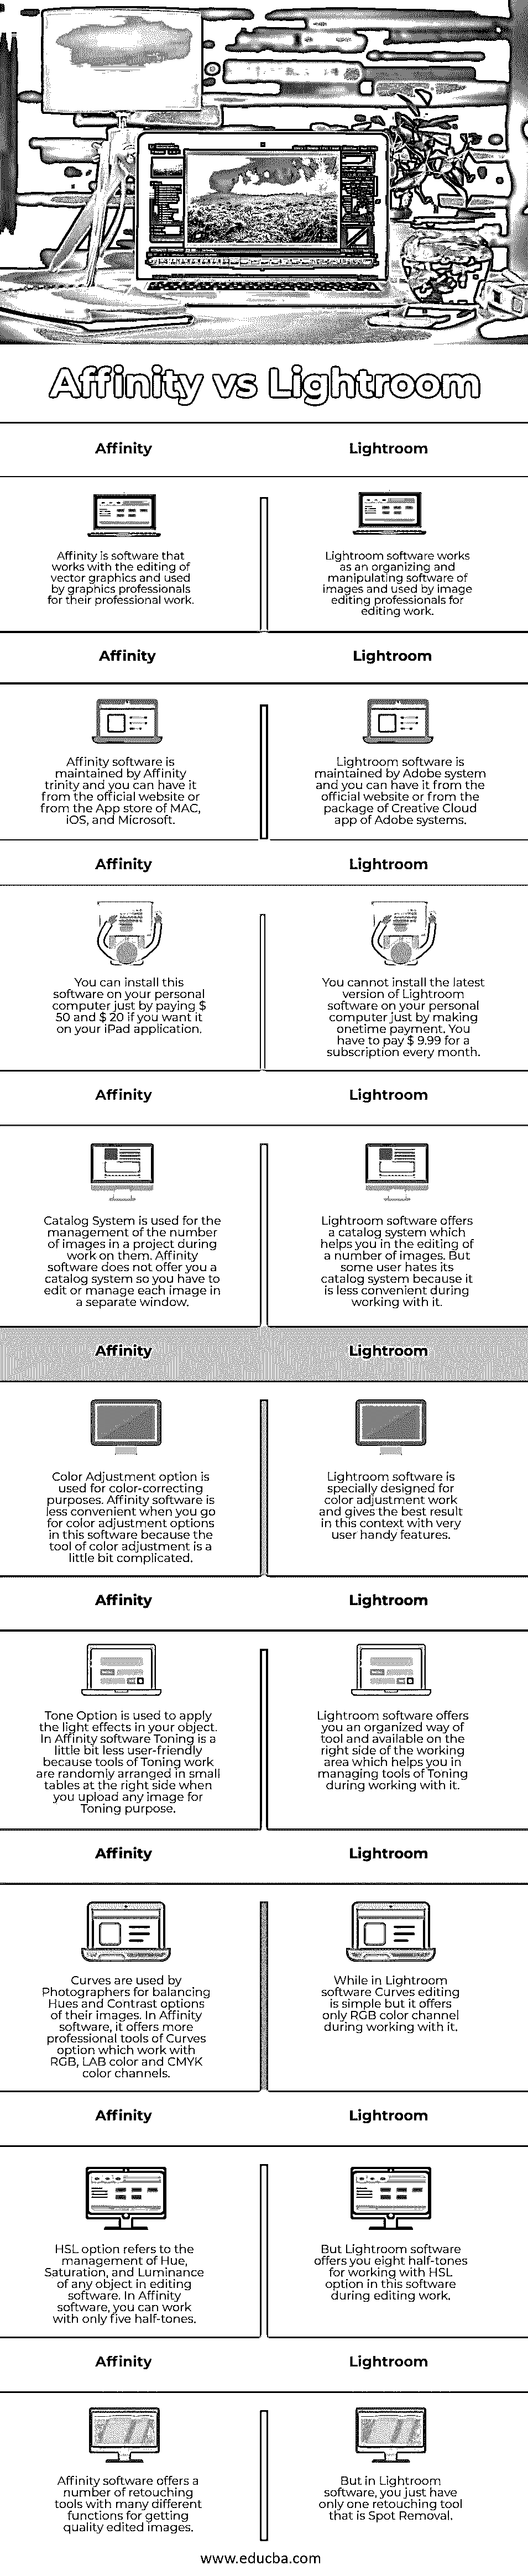 Affinity vs Lightroom
Affinity
Lightroom
Affinity is software that
works with the editing of
vector graphics and used
by graphics professionals
for their professional work.
Lightroom software works
as an organizing and
manipulating software of
images and used by image
editing professionals for
editing work.
Affinity
Lightroom
Affinity software is
maintained by Affinity
trinity and you can have it
from the official website or
from the App store of MAC,
iOS, and Microsoft.
Lightroom software is
maintained by Adobe system
and you can have it from the
official website or from the
package of Creative Cloud
app of Adobe systems.
Affinity
Lightroom
You can install this
software on your personal
computer just by paying $
50 and $ 20 if you want it
on your iPad application.
You cannot install the latest
version of Lightroom
software on your personal
computer just by making
onetime payment. You
have to pay $ 9.99 for a
subscription every month.
Affinity
Lightroom
Catalog System is used for the
management of the number
of images in a project during
work on them. Affinity
software does not offer you a
catalog system so you have to
edit or manage each image in
a separate window.
Lightroom software offers
a catalog system which
helps you in the editing of
a number of images. But
some user hates its
catalog system because it
is less convenient during
working with it.
Affinity
Lightroom
Color Adjustment option is
used for color-correcting
purposes. Affinity software is
less convenient when you go
for color adjustment options
in this software because the
tool of color adjustment is a
little bit complicated.
Lightroom software is
specially designed for
color adjustment work
and gives the best result
in this context with very
user handy features.
Affinity
Lightroom
Tone Option is used to apply
the light effects in your object.
In Affinity software Toning is a
little bit less user-friendly
because tools of Toning work
are randomly arranged in small
tables at the right side when
you upload any image for
Toning purpose.
Lightroom software offers
you an organized way of
tool and available on the
right side of the working
area which helps you in
managing tools of Toning
during working with it.
Affinity
Lightroom
Curves are used by
Photographers for balancing
Hues and Contrast options
of their images. In Affinity
software, it offers more
professional tools of Curves
option which work with
RGB, LAB color and CMYK
color channels.
While in Lightroom
software Curves editing
is simple but it offers
only RGB color channel
during working with it.
Affinity
Lightroom
HSL option refers to the
management of Hue,
Saturation, and Luminance
of any object in editing
software. In Affinity
software, you can work
with only five half-tones.
But Lightroom software
offers you eight half-tones
for working with HSL
option in this software
during editing work.
Affinity
Lightroom
Affinity software offers a
number of retouching
tools with many different
functions for getting
quality edited images.
But in Lightroom
software, you just have
only one retouching tool
that is Spot Removal.
www.educba.com